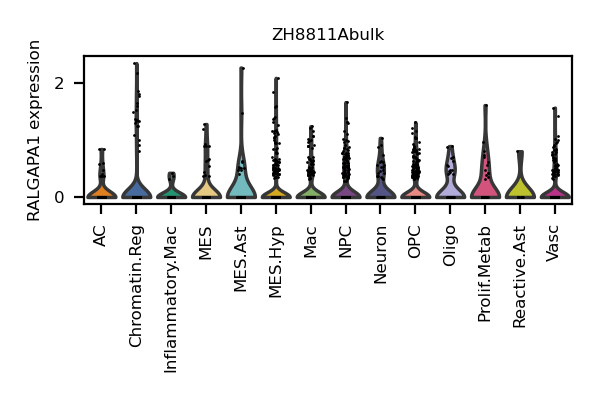 ZH8811Abulk
RALGAPA1 expression
2
0
AC
Chromatin.Reg
Inflammatory.Mac
MES
MES.Ast
MES.Hyp
Mac
NPC
Neuron
OPC
Oligo
Prolif.Metab
Reactive.Ast
Vasc